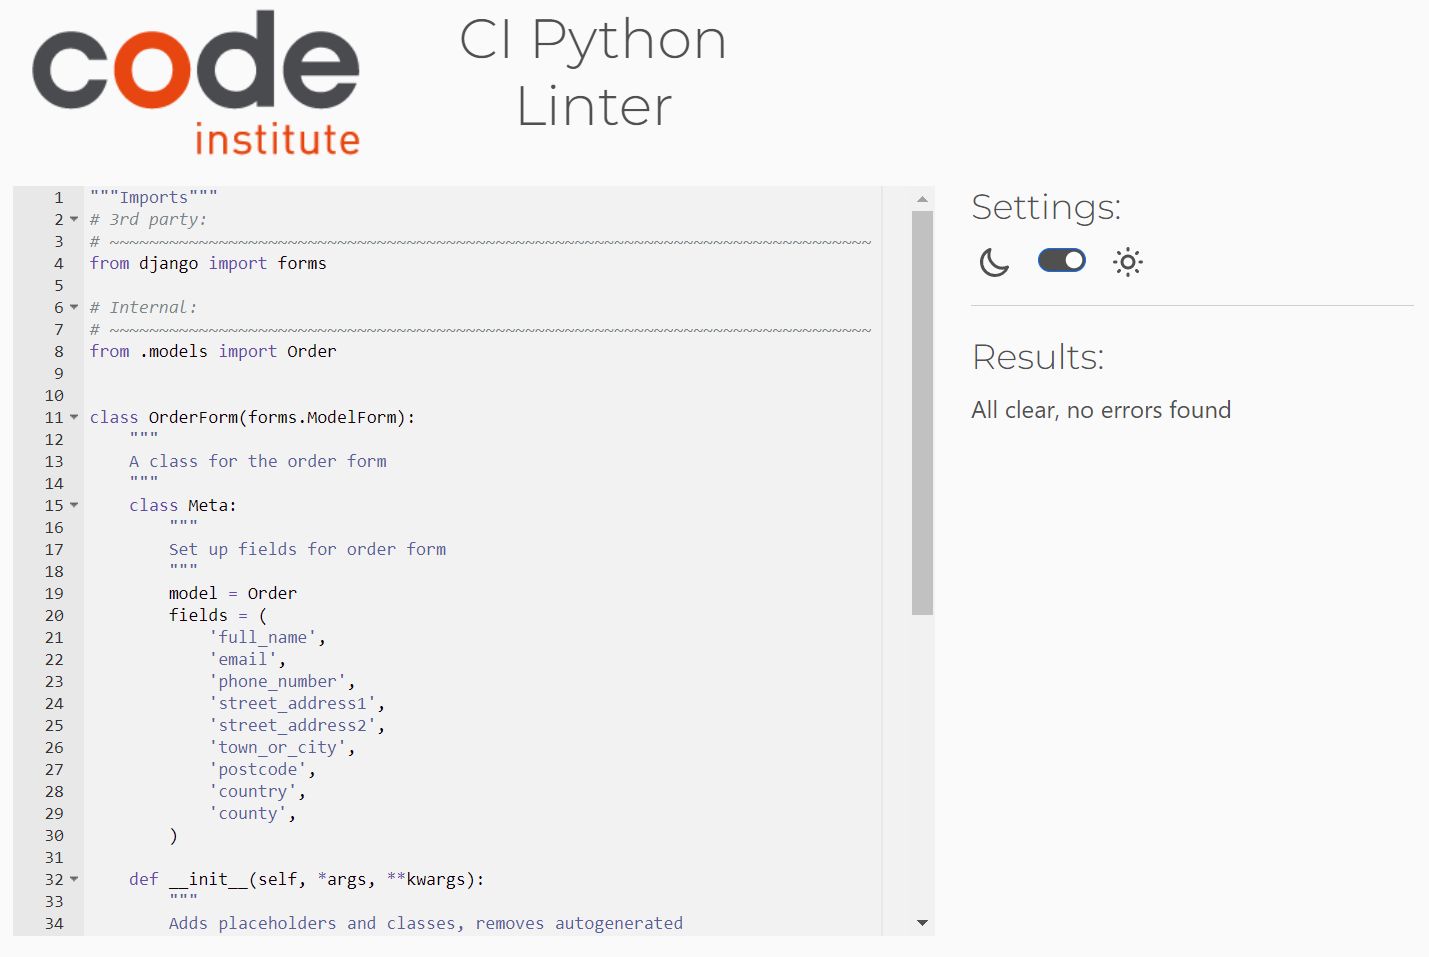 code
institute
CI Python
Linter
1 """Imports"""
2 # 3rd party:
3 # ~~~~~~~~~~~~~~~~~~~~~~~~~~~~~~~~~~~~~~~~~~~~~~~~~~~~~~~~~~~~~~~~~~~~~~~~~~~~~
4 from django import forms
5
6 # Internal:
7 # ~~~~~~~~~~~~~~~~~~~~~~~~~~~~~~~~~~~~~~~~~~~~~~~~~~~~~~~~~~~~~~~~~~~~~~~~~~~~~
8 from .models import Order
9
10
11 class OrderForm(forms.ModelForm):
12     """
13     A class for the order form
14     """
15     class Meta:
16         """
17         Set up fields for order form
18         """
19         model = Order
20         fields = (
21             'full_name',
22             'email',
23             'phone_number',
24             'street_address1',
25             'street_address2',
26             'town_or_city',
27             'postcode',
28             'country',
29             'county',
30         )
31
32     def __init__(self, *args, **kwargs):
33         """
34         Adds placeholders and classes, removes autogenerated
Settings:
Results:
All clear, no errors found